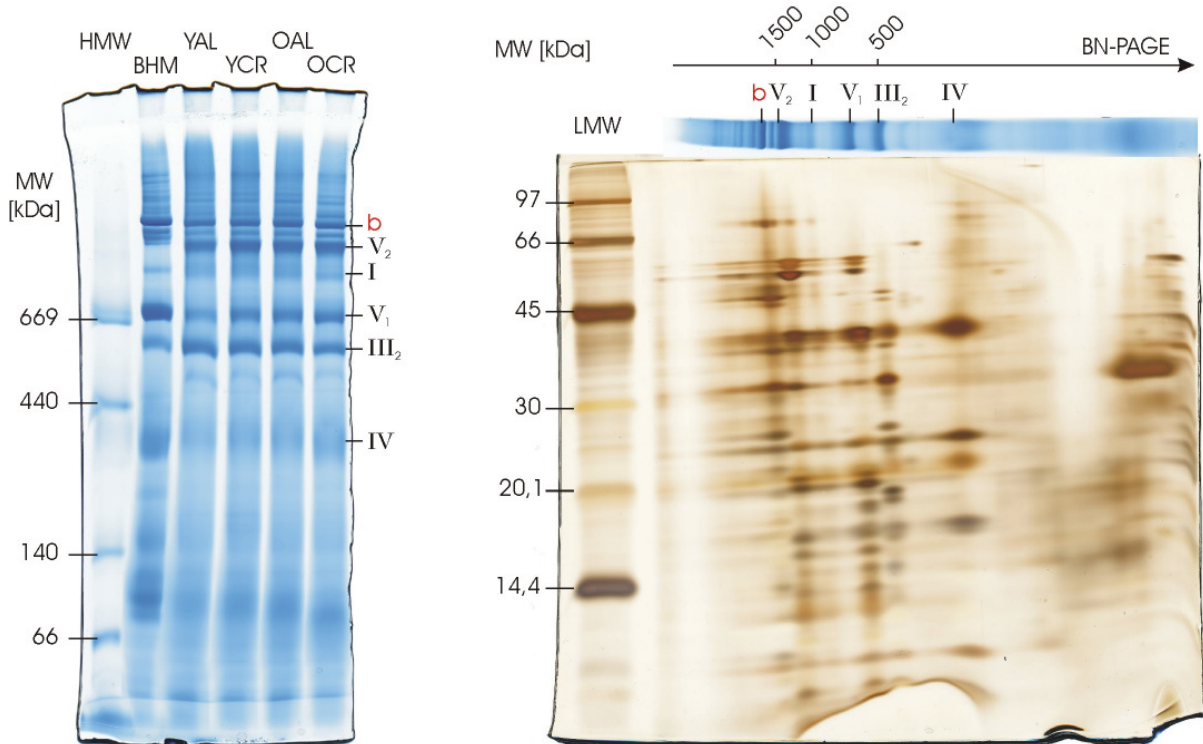 HMW YAL OAL
BHM YCR OCR
MW
[kDa]
b
V₂
I
669
V₁
III₂
440
IV
140
66
MW [kDa]
1500
1000
500
BN-PAGE
b V₂ I V₁ III₂ IV
LMW
97
66
45
30
20,1
14,4